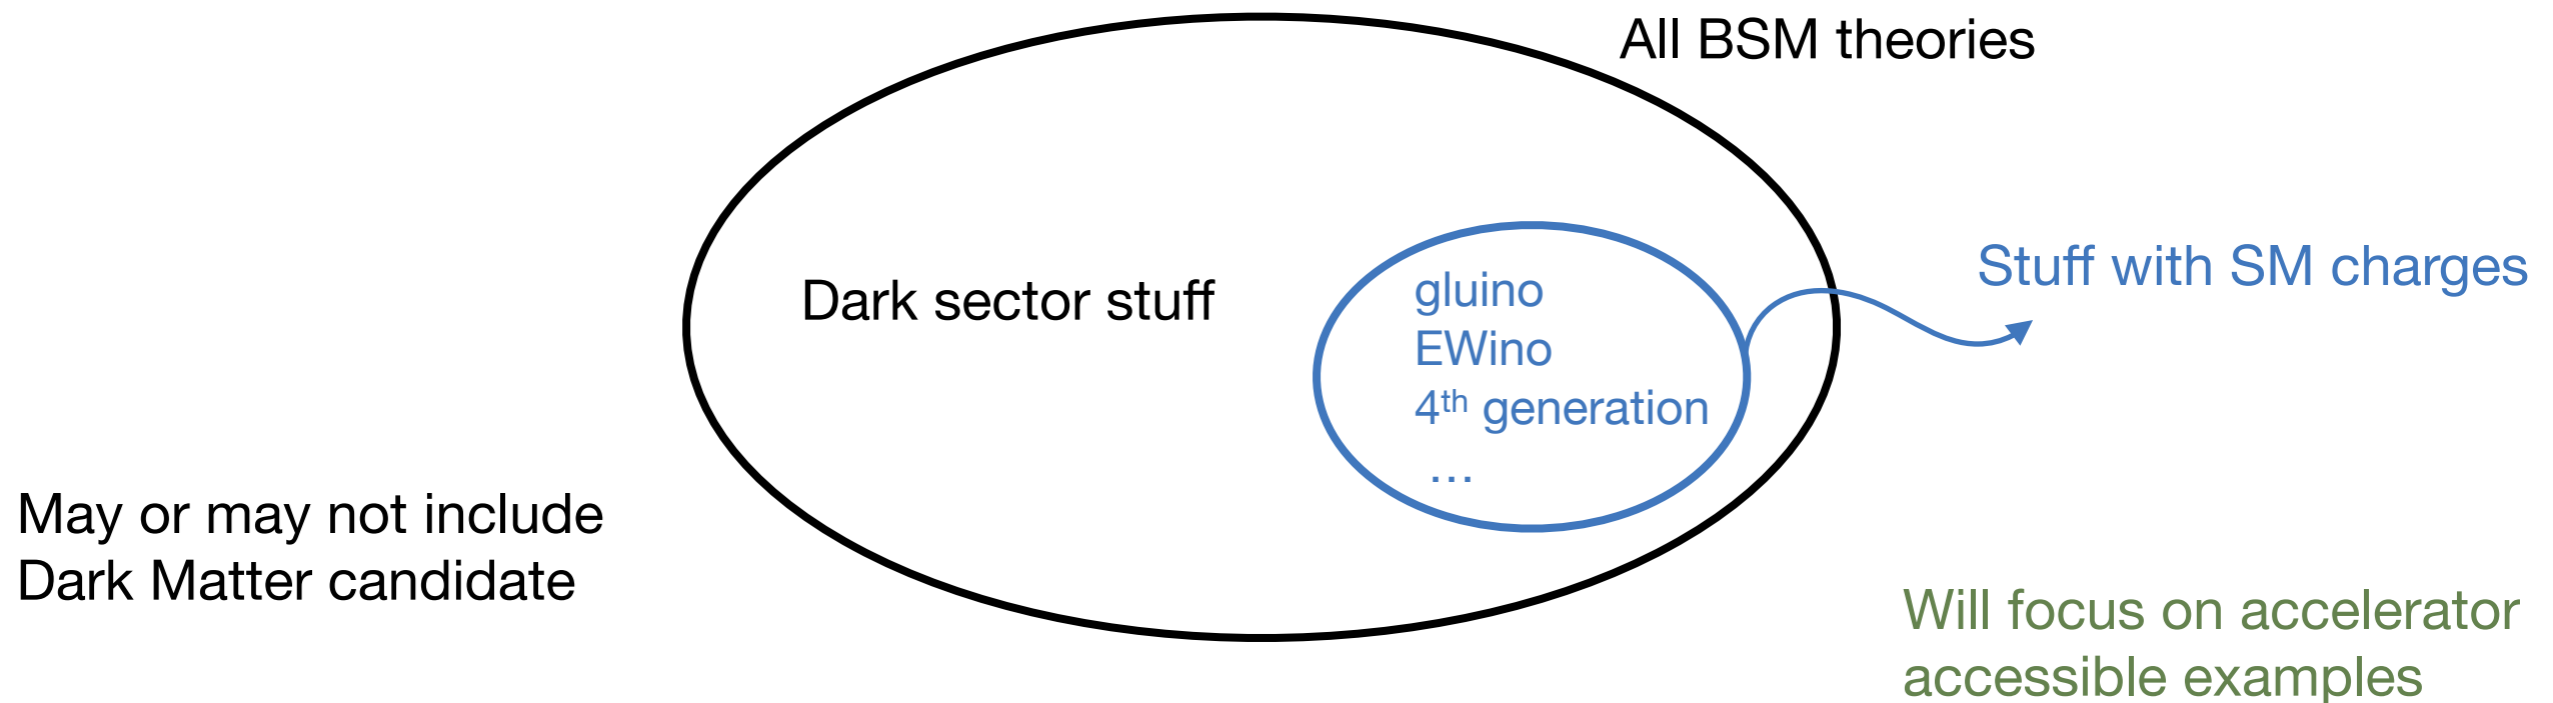 All BSM theories
Stuff with SM charges
Dark sector stuff
gluino
EWino
4th generation
...
May or may not include
Dark Matter candidate
Will focus on accelerator
accessible examples